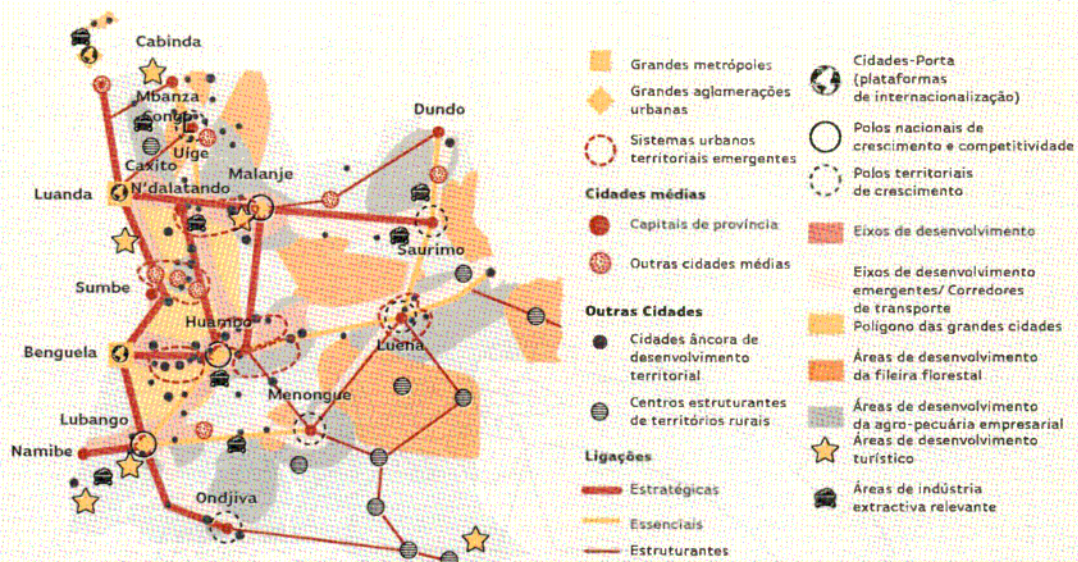 Cabinda
Mbanza
Congo
Uíge
Caxito
Luanda
N'dalatando
Malanje
Dundo
Saurimo
Sumbe
Huambo
Benguela
Luena
Menongue
Lubango
Namibe
Ondjiva
Grandes metrópoles
Grandes aglomerações
urbanas
Sistemas urbanos
territoriais emergentes
Cidades médias
Capitais de província
Outras cidades médias
Outras Cidades
Cidades âncora de
desenvolvimento
territorial
Centros estruturantes
de territórios rurais
Ligações
Estratégicas
Essenciais
Estruturantes
Cidades-Porta
(plataformas
de internacionalização)
Polos nacionais de
crescimento e competitividade
Polos territoriais
de crescimento
Eixos de desenvolvimento
Eixos de desenvolvimento
emergentes/ Corredores
de transporte
Polígono das grandes cidades
Áreas de desenvolvimento
da fileira florestal
Áreas de desenvolvimento
da agro-pecuária empresarial
Áreas de desenvolvimento
turístico
Áreas de indústria
extractiva relevante